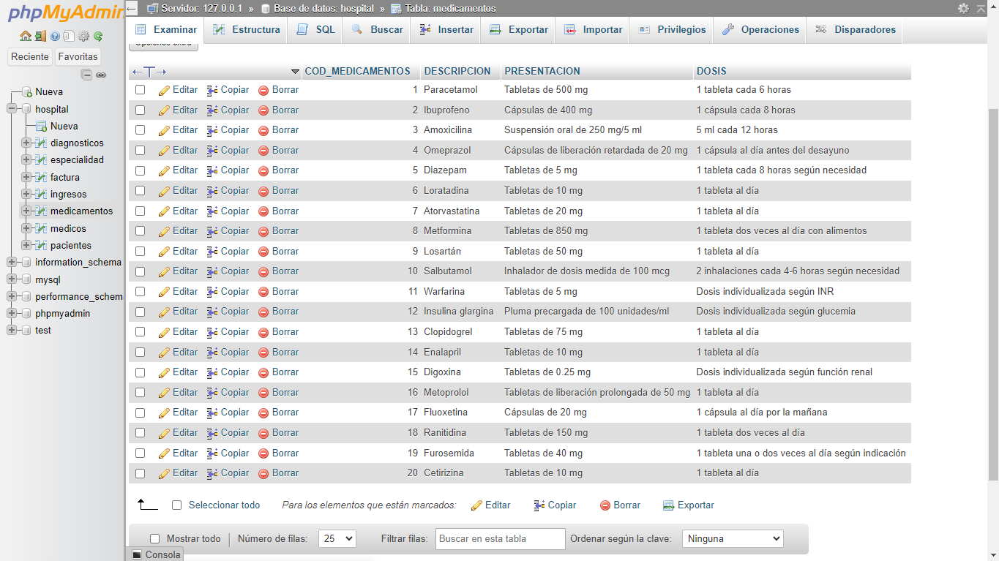 phpMyAdmin
Servidor: 127.0.0.1 » Base de datos: hospital » Tabla: medicamentos
Examinar Estructura SQL Buscar Insertar Exportar Importar Privilegios Operaciones Disparadores
Reciente Favoritas
Nueva
hospital
Nueva
diagnosticos
especialidad
factura
ingresos
medicamentos
medicos
pacientes
information_schema
mysql
performance_schema
phpmyadmin
test
Opciones extra
COD_MEDICAMENTOS DESCRIPCION PRESENTACION DOSIS
Editar Copiar Borrar 1 Paracetamol Tabletas de 500 mg 1 tableta cada 6 horas
Editar Copiar Borrar 2 Ibuprofeno Cápsulas de 400 mg 1 cápsula cada 8 horas
Editar Copiar Borrar 3 Amoxicilina Suspensión oral de 250 mg/5 ml 5 ml cada 12 horas
Editar Copiar Borrar 4 Omeprazol Cápsulas de liberación retardada de 20 mg 1 cápsula al día antes del desayuno
Editar Copiar Borrar 5 Diazepam Tabletas de 5 mg 1 tableta cada 8 horas según necesidad
Editar Copiar Borrar 6 Loratadina Tabletas de 10 mg 1 tableta al día
Editar Copiar Borrar 7 Atorvastatina Tabletas de 20 mg 1 tableta al día
Editar Copiar Borrar 8 Metformina Tabletas de 850 mg 1 tableta dos veces al día con alimentos
Editar Copiar Borrar 9 Losartán Tabletas de 50 mg 1 tableta al día
Editar Copiar Borrar 10 Salbutamol Inhalador de dosis medida de 100 mcg 2 inhalaciones cada 4-6 horas según necesidad
Editar Copiar Borrar 11 Warfarina Tabletas de 5 mg Dosis individualizada según INR
Editar Copiar Borrar 12 Insulina glargina Pluma precargada de 100 unidades/ml Dosis individualizada según glucemia
Editar Copiar Borrar 13 Clopidogrel Tabletas de 75 mg 1 tableta al día
Editar Copiar Borrar 14 Enalapril Tabletas de 10 mg 1 tableta al día
Editar Copiar Borrar 15 Digoxina Tabletas de 0.25 mg Dosis individualizada según función renal
Editar Copiar Borrar 16 Metoprolol Tabletas de liberación prolongada de 50 mg 1 tableta al día
Editar Copiar Borrar 17 Fluoxetina Cápsulas de 20 mg 1 cápsula al día por la mañana
Editar Copiar Borrar 18 Ranitidina Tabletas de 150 mg 1 tableta dos veces al día
Editar Copiar Borrar 19 Furosemida Tabletas de 40 mg 1 tableta una o dos veces al día según indicación
Editar Copiar Borrar 20 Cetirizina Tabletas de 10 mg 1 tableta al día
Seleccionar todo Para los elementos que están marcados: Editar Copiar Borrar Exportar
Mostrar todo Número de filas: 25 Filtrar filas: Buscar en esta tabla Ordenar según la clave: Ninguna
Consola